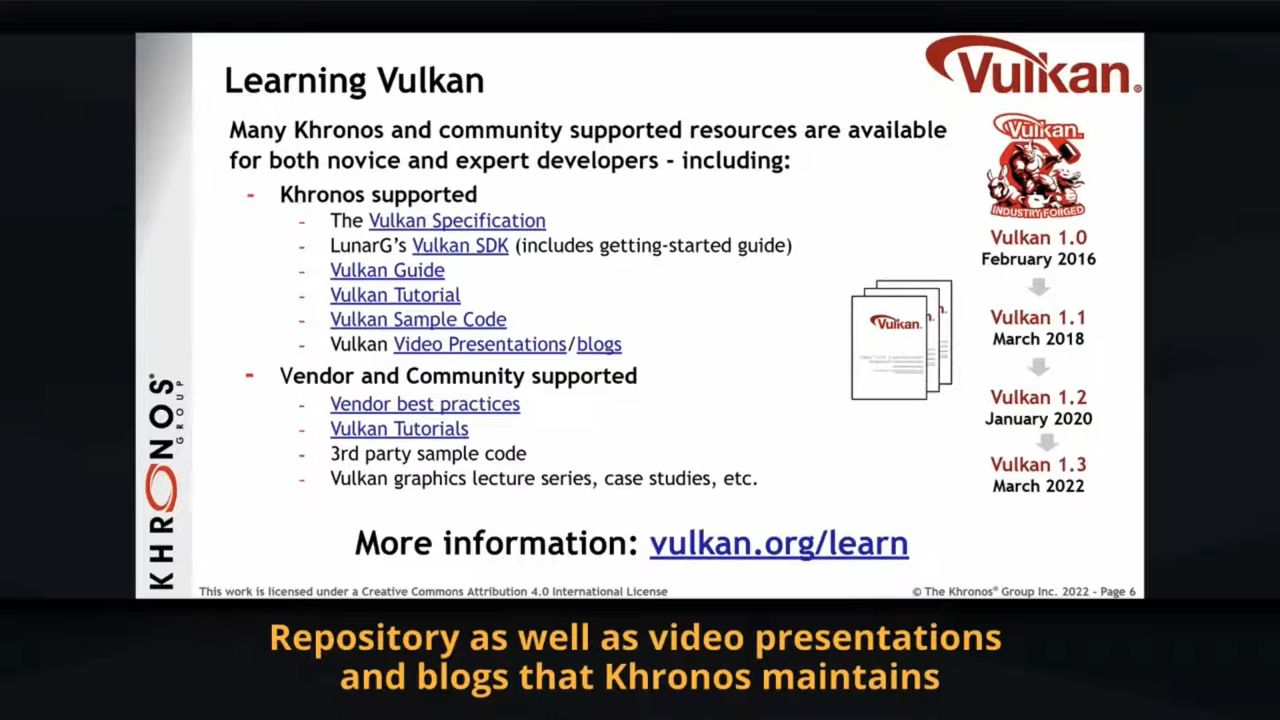 Learning Vulkan
Vulkan®
Many Khronos and community supported resources are available
for both novice and expert developers - including:
- Khronos supported
- The Vulkan Specification
- LunarG's Vulkan SDK (includes getting-started guide)
- Vulkan Guide
- Vulkan Tutorial
- Vulkan Sample Code
- Vulkan Video Presentations/blogs
- Vendor and Community supported
- Vendor best practices
- Vulkan Tutorials
- 3rd party sample code
- Vulkan graphics lecture series, case studies, etc.
Vulkan.
Vulkan.
INDUSTRY FORGED
Vulkan 1.0
February 2016
Vulkan 1.1
March 2018
Vulkan 1.2
January 2020
Vulkan 1.3
March 2022
More information: vulkan.org/learn
KHRONOS®
GROUP
This work is licensed under a Creative Commons Attribution 4.0 International License
© The Khronos® Group Inc. 2022 - Page 6
Repository as well as video presentations
and blogs that Khronos maintains